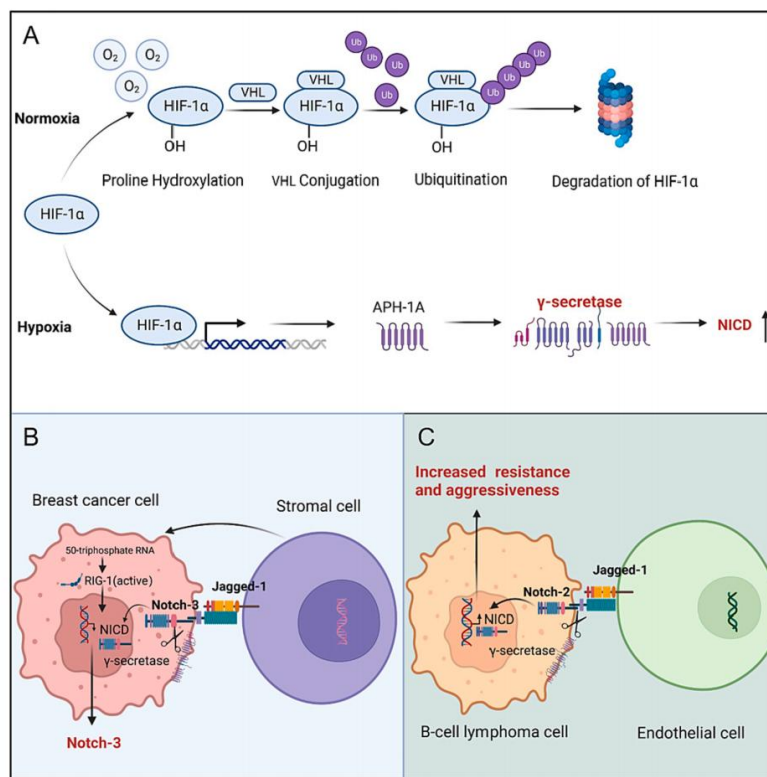 A
O2
O2
O2
Normoxia
HIF-1α
OH
VHL
VHL
HIF-1α
OH
Ub
Ub
Ub
Ub
VHL
HIF-1α
OH
Ub
Ub
Ub
Ub
Proline Hydroxylation
VHL Conjugation
Ubiquitination
Degradation of HIF-1α
HIF-1α
Hypoxia
HIF-1α
APH-1A
γ-secretase
NICD
B
Breast cancer cell
Stromal cell
50-triphosphate RNA
RIG-1(active)
Notch-3
Jagged-1
NICD
γ-secretase
Notch-3
C
Increased resistance
and aggressiveness
Jagged-1
Notch-2
NICD
γ-secretase
B-cell lymphoma cell
Endothelial cell